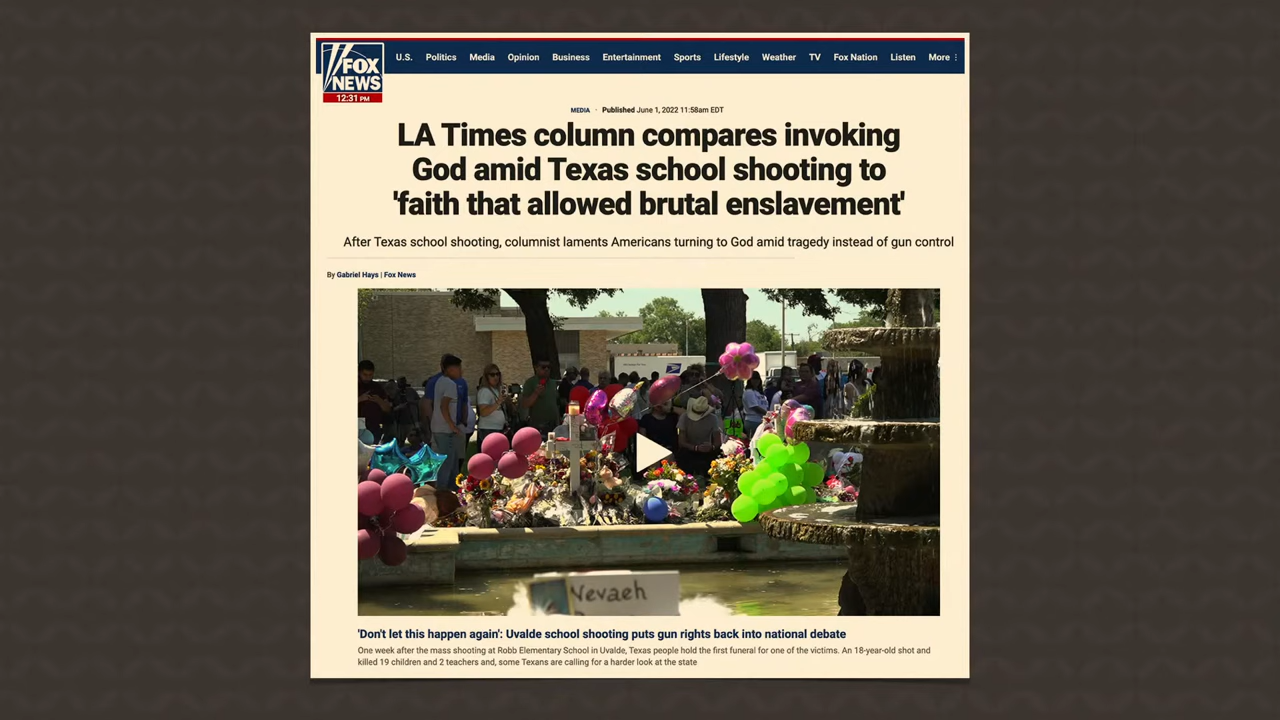 FOX
NEWS
12:31 PM
U.S. Politics Media Opinion Business Entertainment Sports Lifestyle Weather TV Fox Nation Listen More
MEDIA · Published June 1, 2022 11:58am EDT
LA Times column compares invoking
God amid Texas school shooting to
'faith that allowed brutal enslavement'
After Texas school shooting, columnist laments Americans turning to God amid tragedy instead of gun control
By Gabriel Hays | Fox News
Nevaeh
'Don't let this happen again': Uvalde school shooting puts gun rights back into national debate
One week after the mass shooting at Robb Elementary School in Uvalde, Texas people hold the first funeral for one of the victims. An 18-year-old shot and
killed 19 children and 2 teachers and, some Texans are calling for a harder look at the state